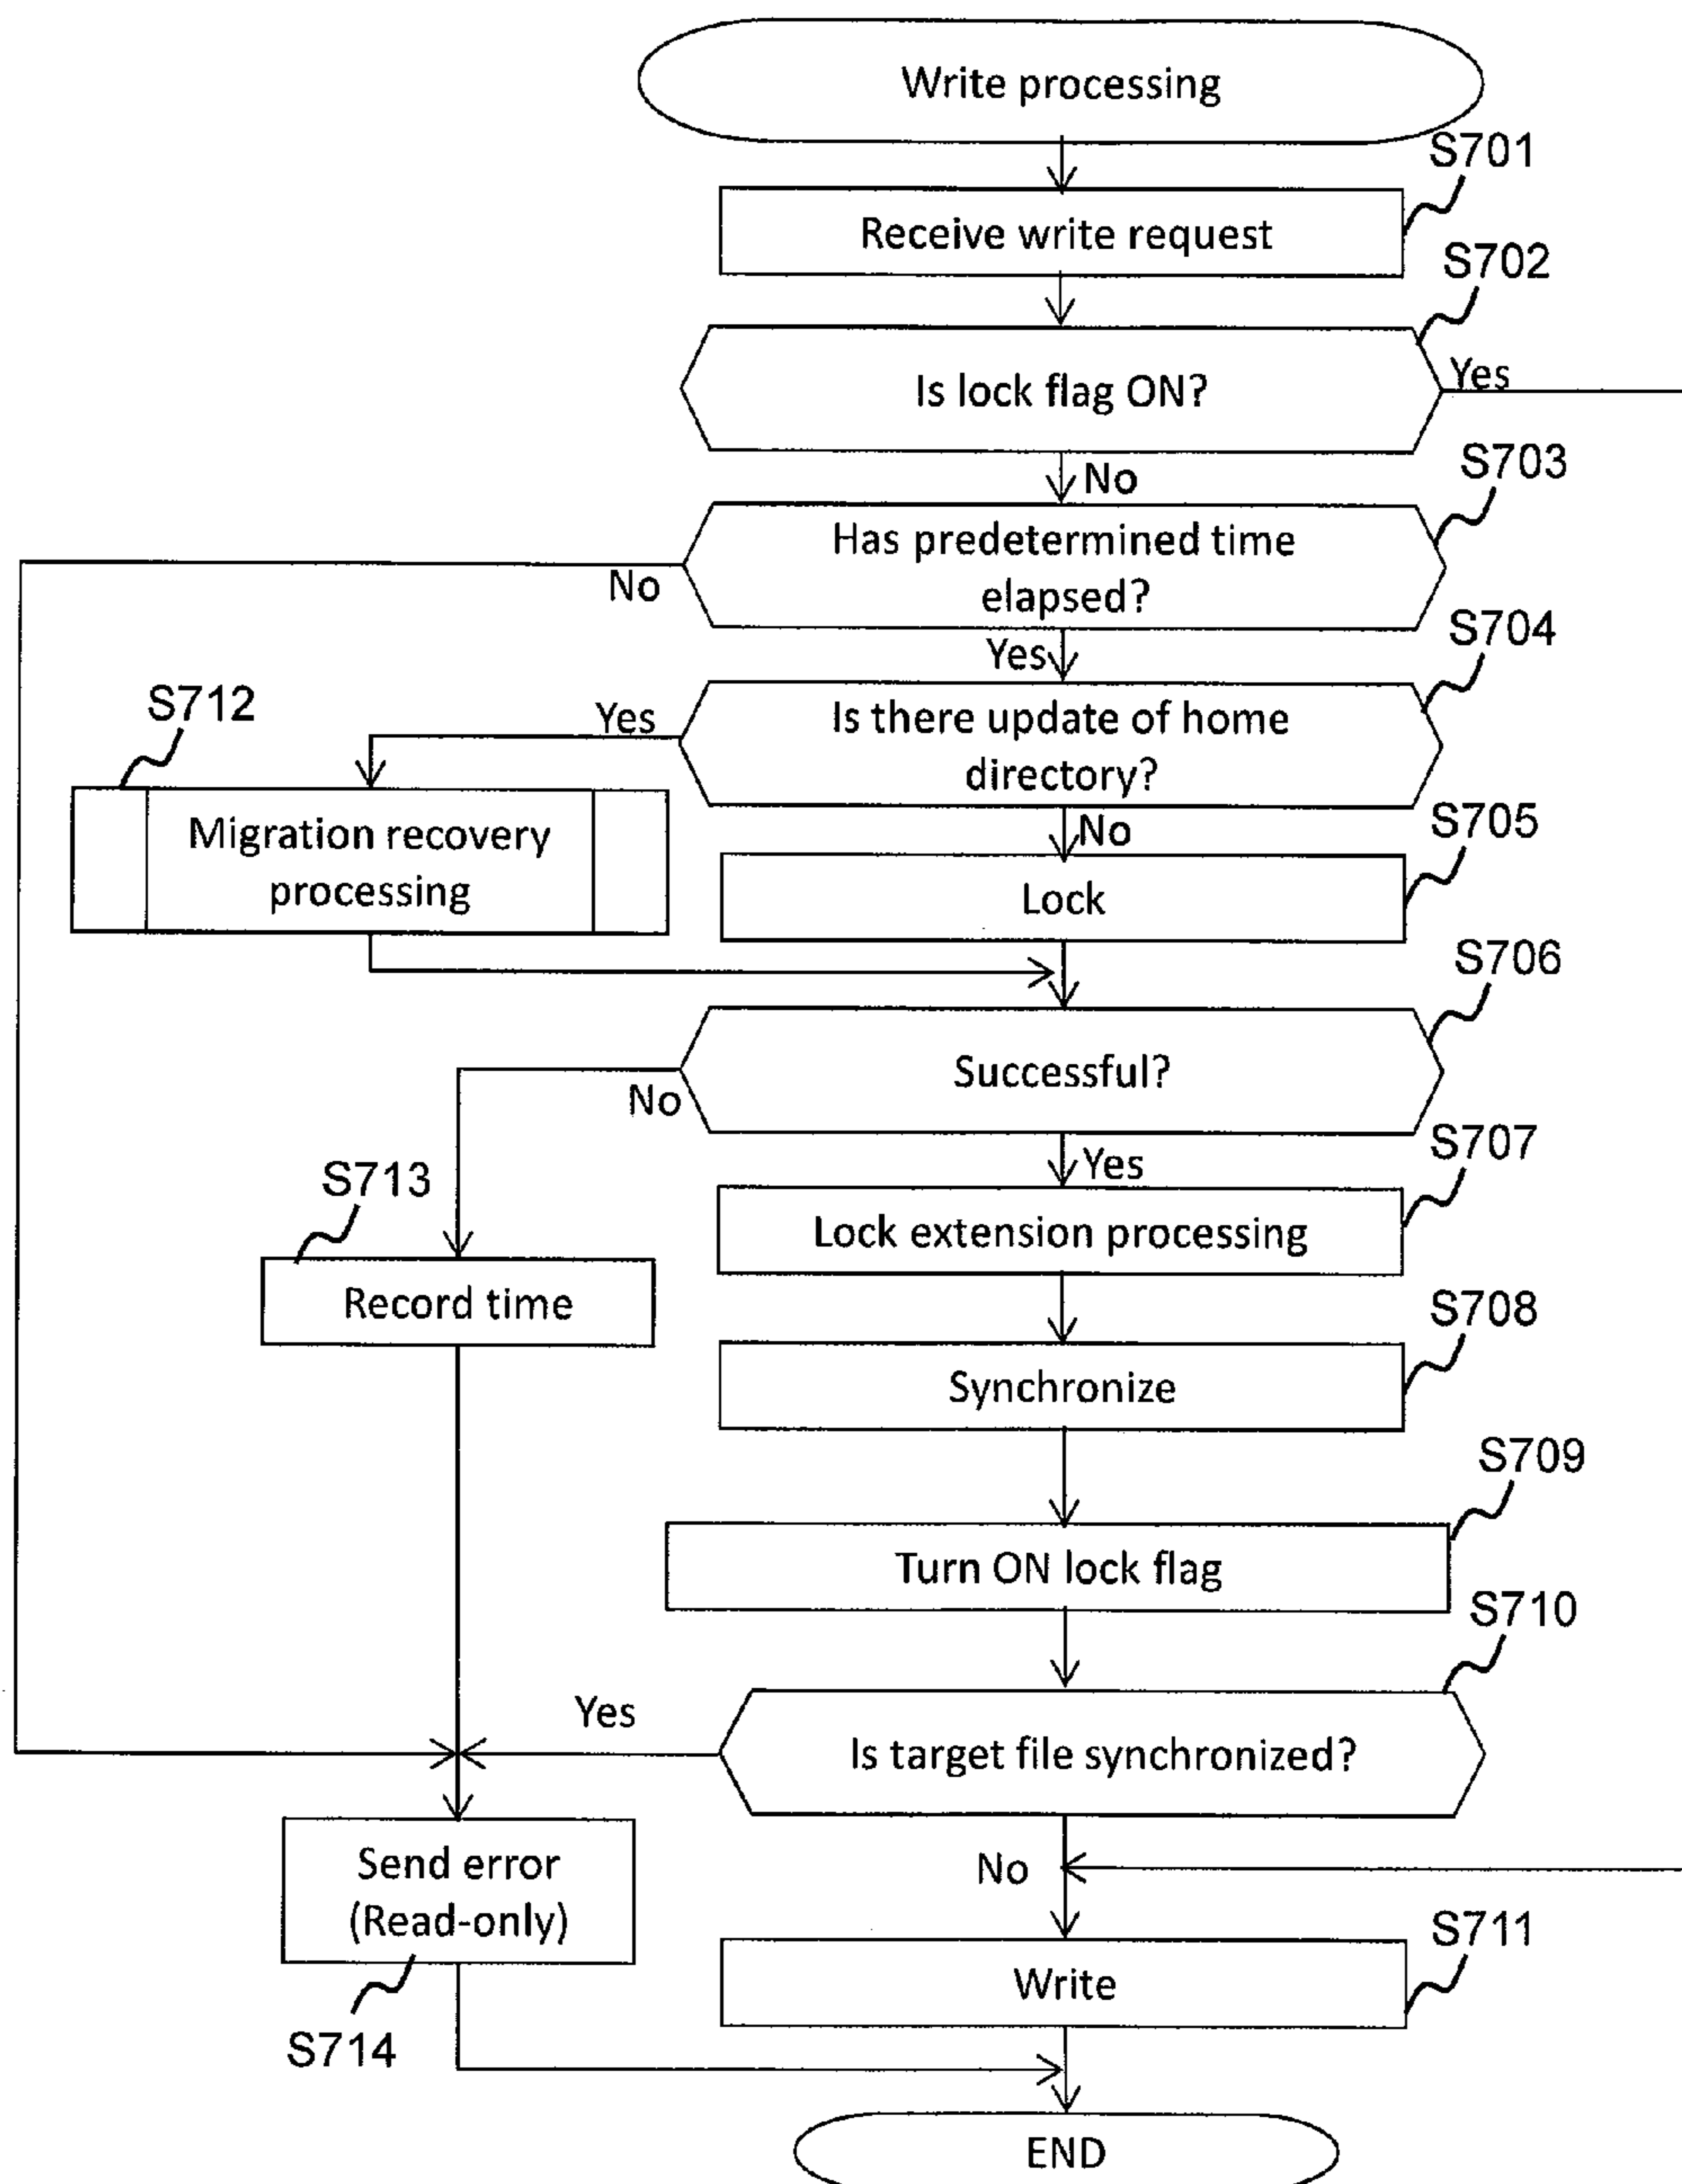 Write processing
S701
Receive write request
S702
Is lock flag ON?
Yes
No
S703
Has predetermined time
elapsed?
No
Yes
S704
Is there update of home
directory?
Yes
S712
No
Migration recovery
processing
S705
Lock
S706
Successful?
No
Yes
S707
Lock extension processing
S713
Record time
S708
Synchronize
S709
Turn ON lock flag
S710
Is target file synchronized?
Yes
No
Send error
(Read-only)
S714
S711
Write
END